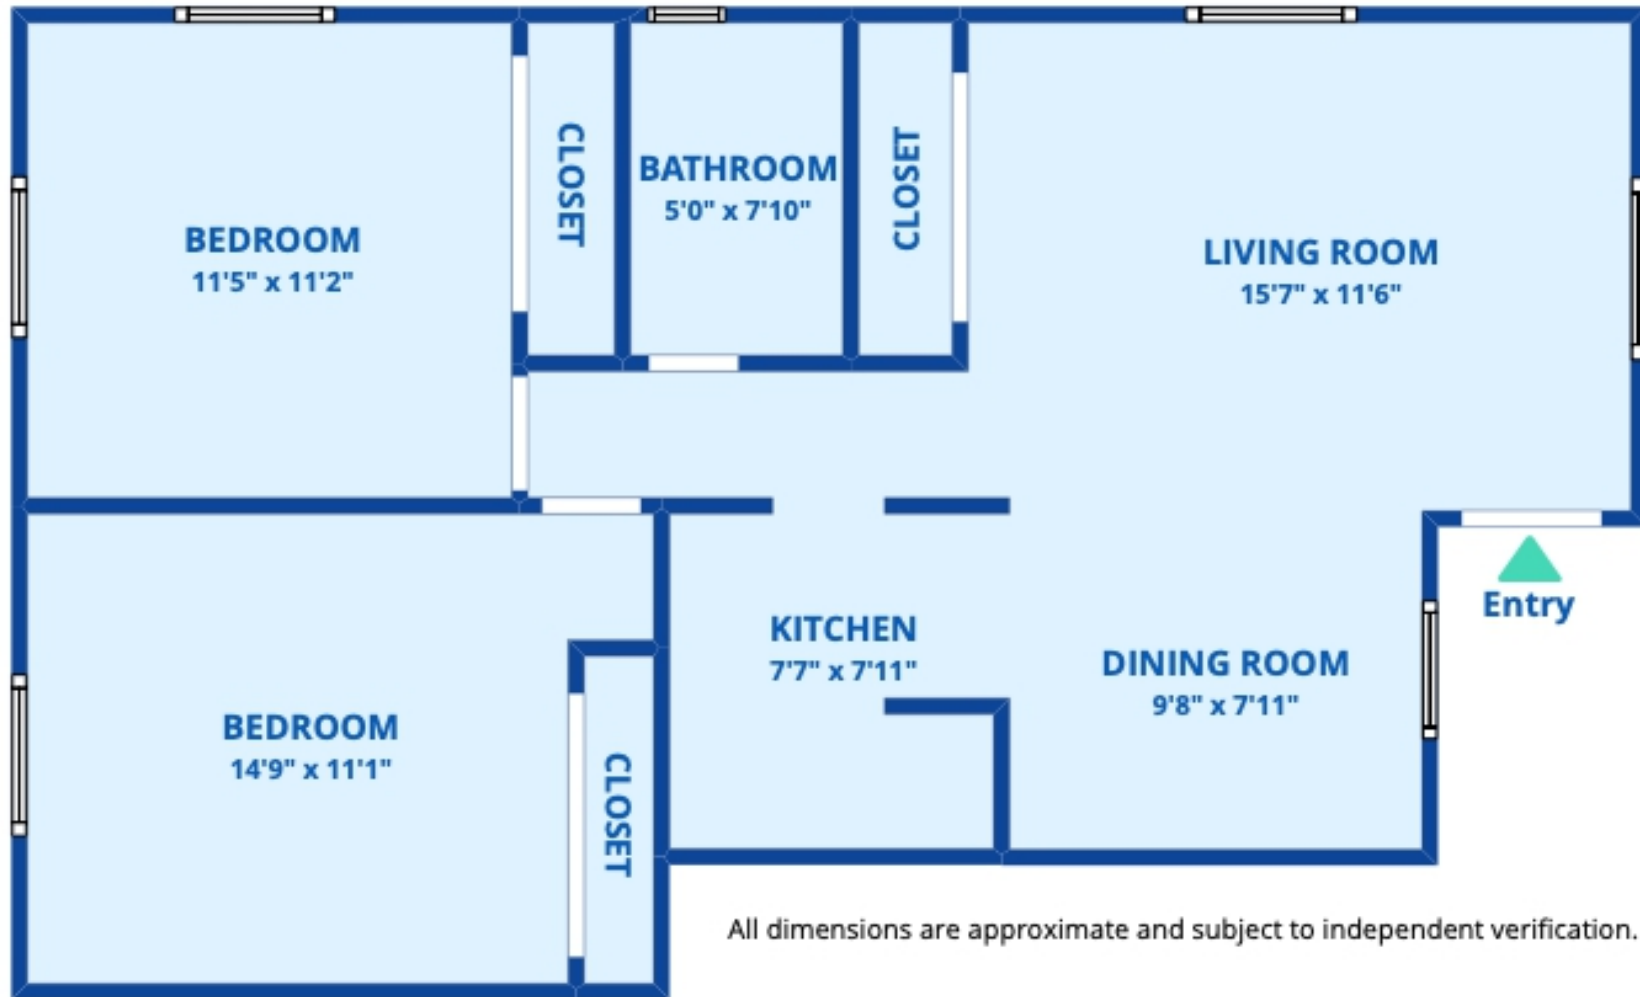 CLOSET
BATHROOM
5'0" x 7'10"
CLOSET
BEDROOM
11'5" x 11'2"
LIVING ROOM
15'7" x 11'6"
Entry
KITCHEN
7'7" x 7'11"
DINING ROOM
9'8" x 7'11"
BEDROOM
14'9" x 11'1"
CLOSET
All dimensions are approximate and subject to independent verification.